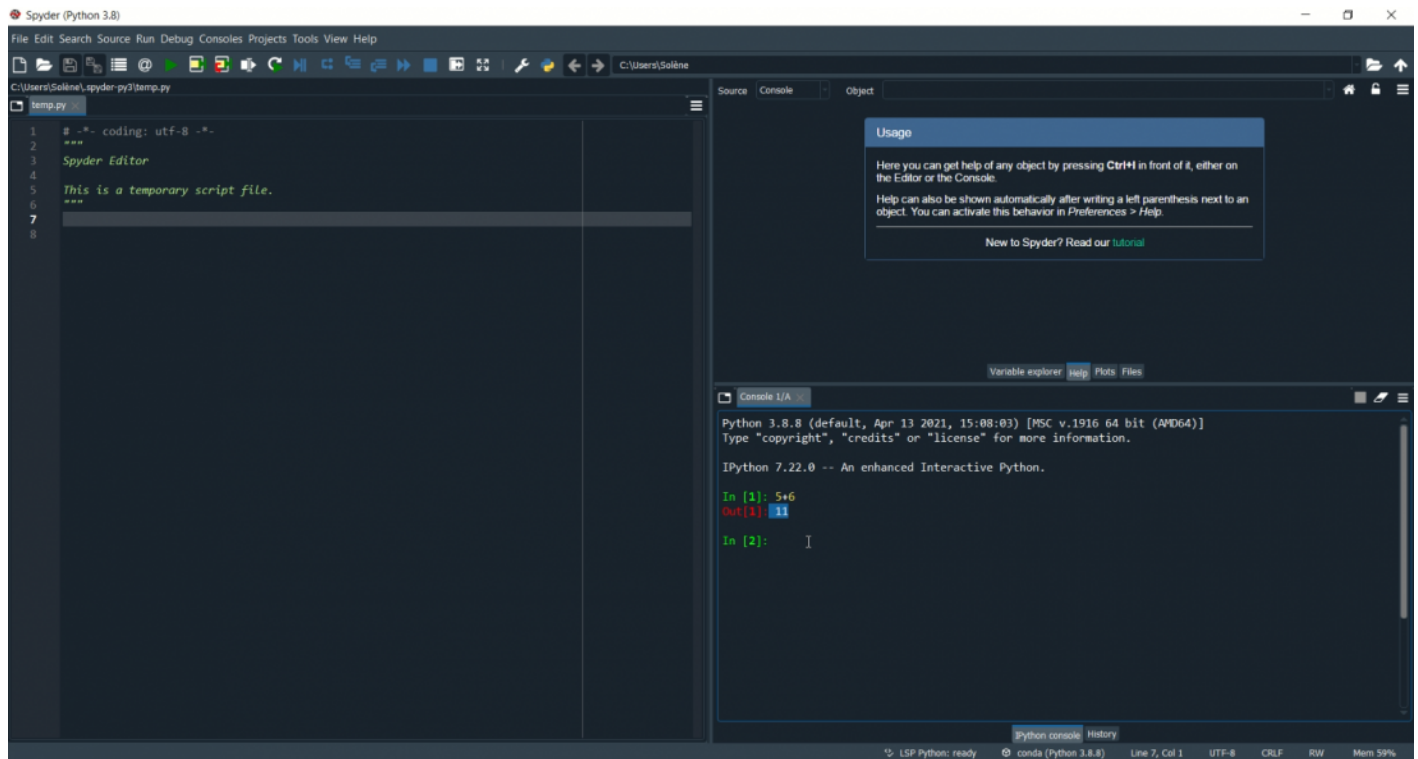 Spyder (Python 3.8)
File Edit Search Source Run Debug Consoles Projects Tools View Help
C:\Users\Solène
C:\Users\Solène\.spyder-py3\temp.py
temp.py
1 # -*- coding: utf-8 -*-
2 """
3 Spyder Editor
4
5 This is a temporary script file.
6 """
7
8
Source Console Object
Usage
Here you can get help of any object by pressing Ctrl+I in front of it, either on
the Editor or the Console.
Help can also be shown automatically after writing a left parenthesis next to an
object. You can activate this behavior in Preferences > Help.
New to Spyder? Read our tutorial
Variable explorer Help Plots Files
Console 1/A
Python 3.8.8 (default, Apr 13 2021, 15:08:03) [MSC v.1916 64 bit (AMD64)]
Type "copyright", "credits" or "license" for more information.
IPython 7.22.0 -- An enhanced Interactive Python.
In [1]: 5+6
Out[1]: 11
In [2]:
IPython console History
LSP Python: ready conda (Python 3.8.8) Line 7, Col 1 UTF-8 CRLF RW Mem 59%